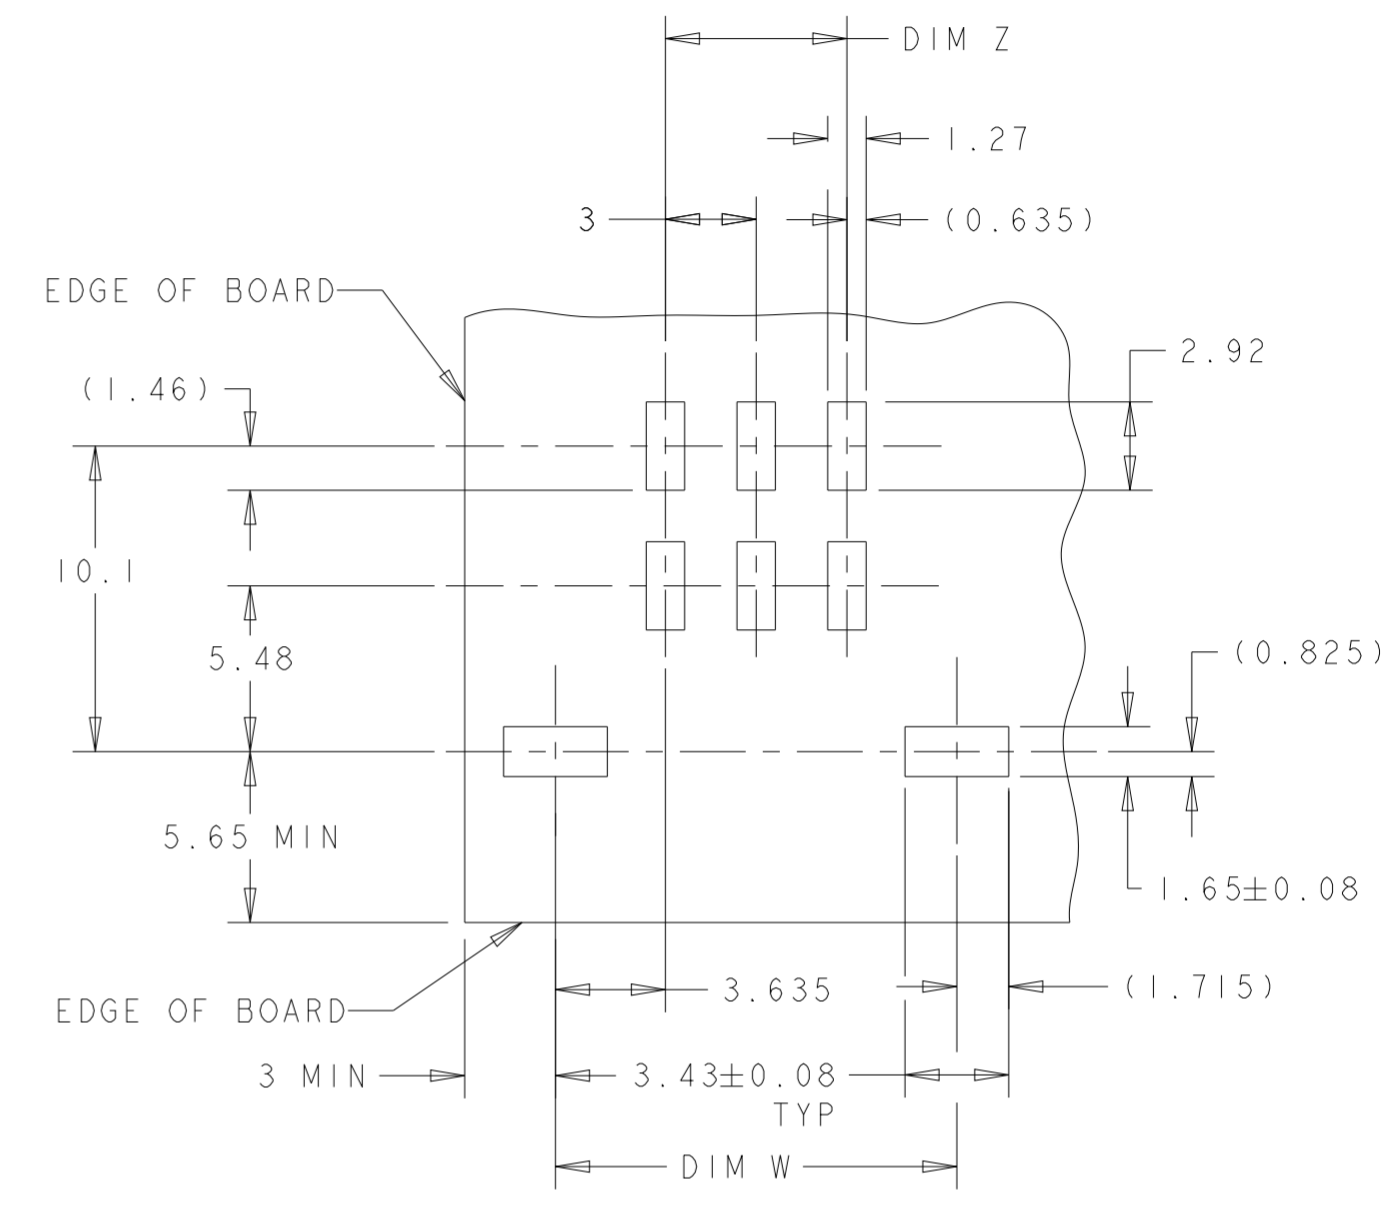 DIM Z
1.27
3
(0.635)
EDGE OF BOARD
2.92
(1.46)
10.1
5.48
(0.825)
5.65 MIN
1.65±0.08
3.635
(1.715)
EDGE OF BOARD
3 MIN
3.43±0.08
TYP
DIM W